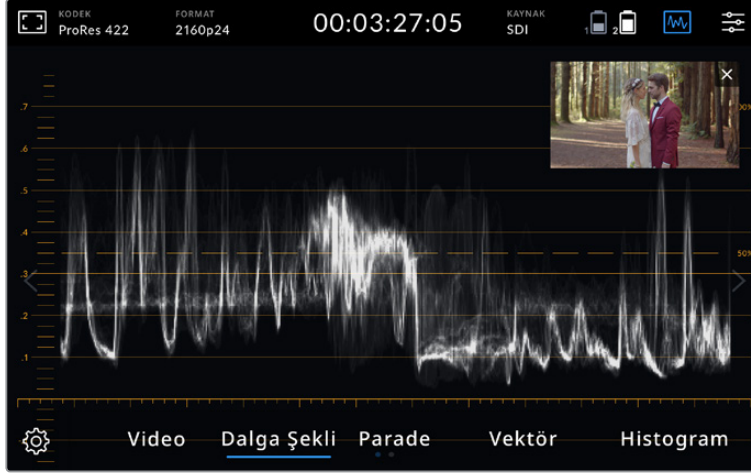 KODEK
ProRes 422
FORMAT
2160p24
00:03:27:05
KAYNAK
SDI
1
2
.7
.6
.5
.4
.3
.2
.1
50%
Video
Dalga Şekli
Parade
Vektör
Histogram